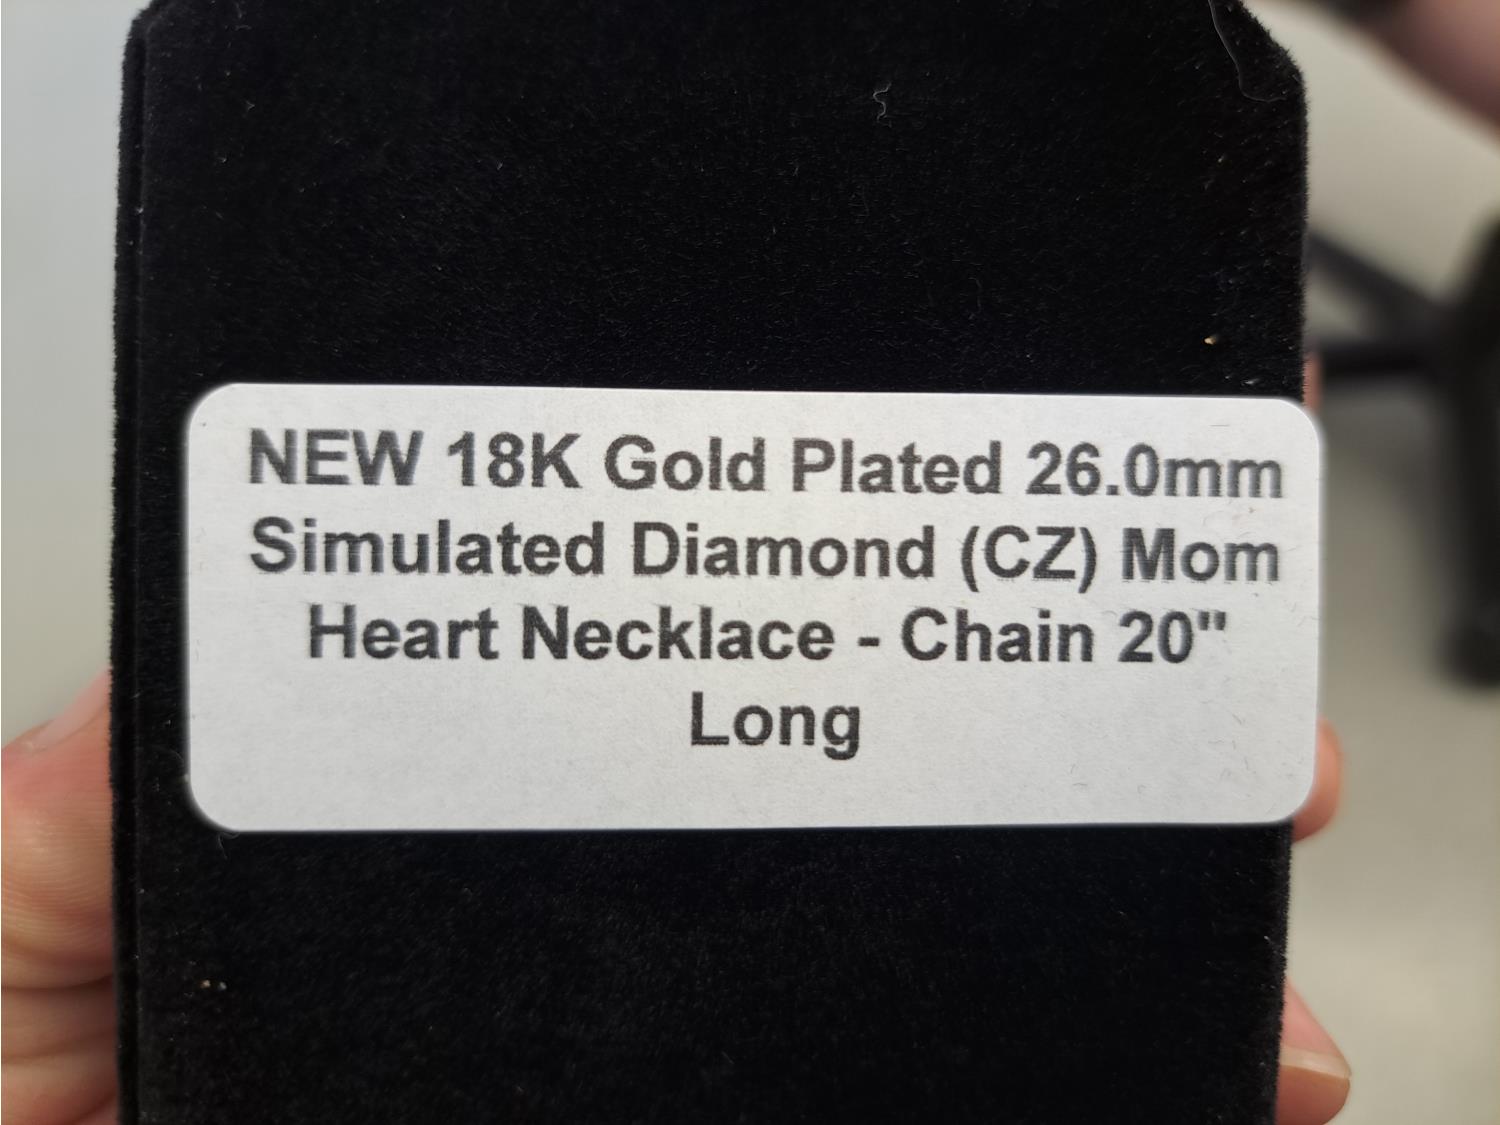 NEW 18K Gold Plated 26.0mm
Simulated Diamond (CZ) Mom
Heart Necklace - Chain 20"
Long